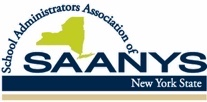 School Administrators Association of
SAANYS
New York State